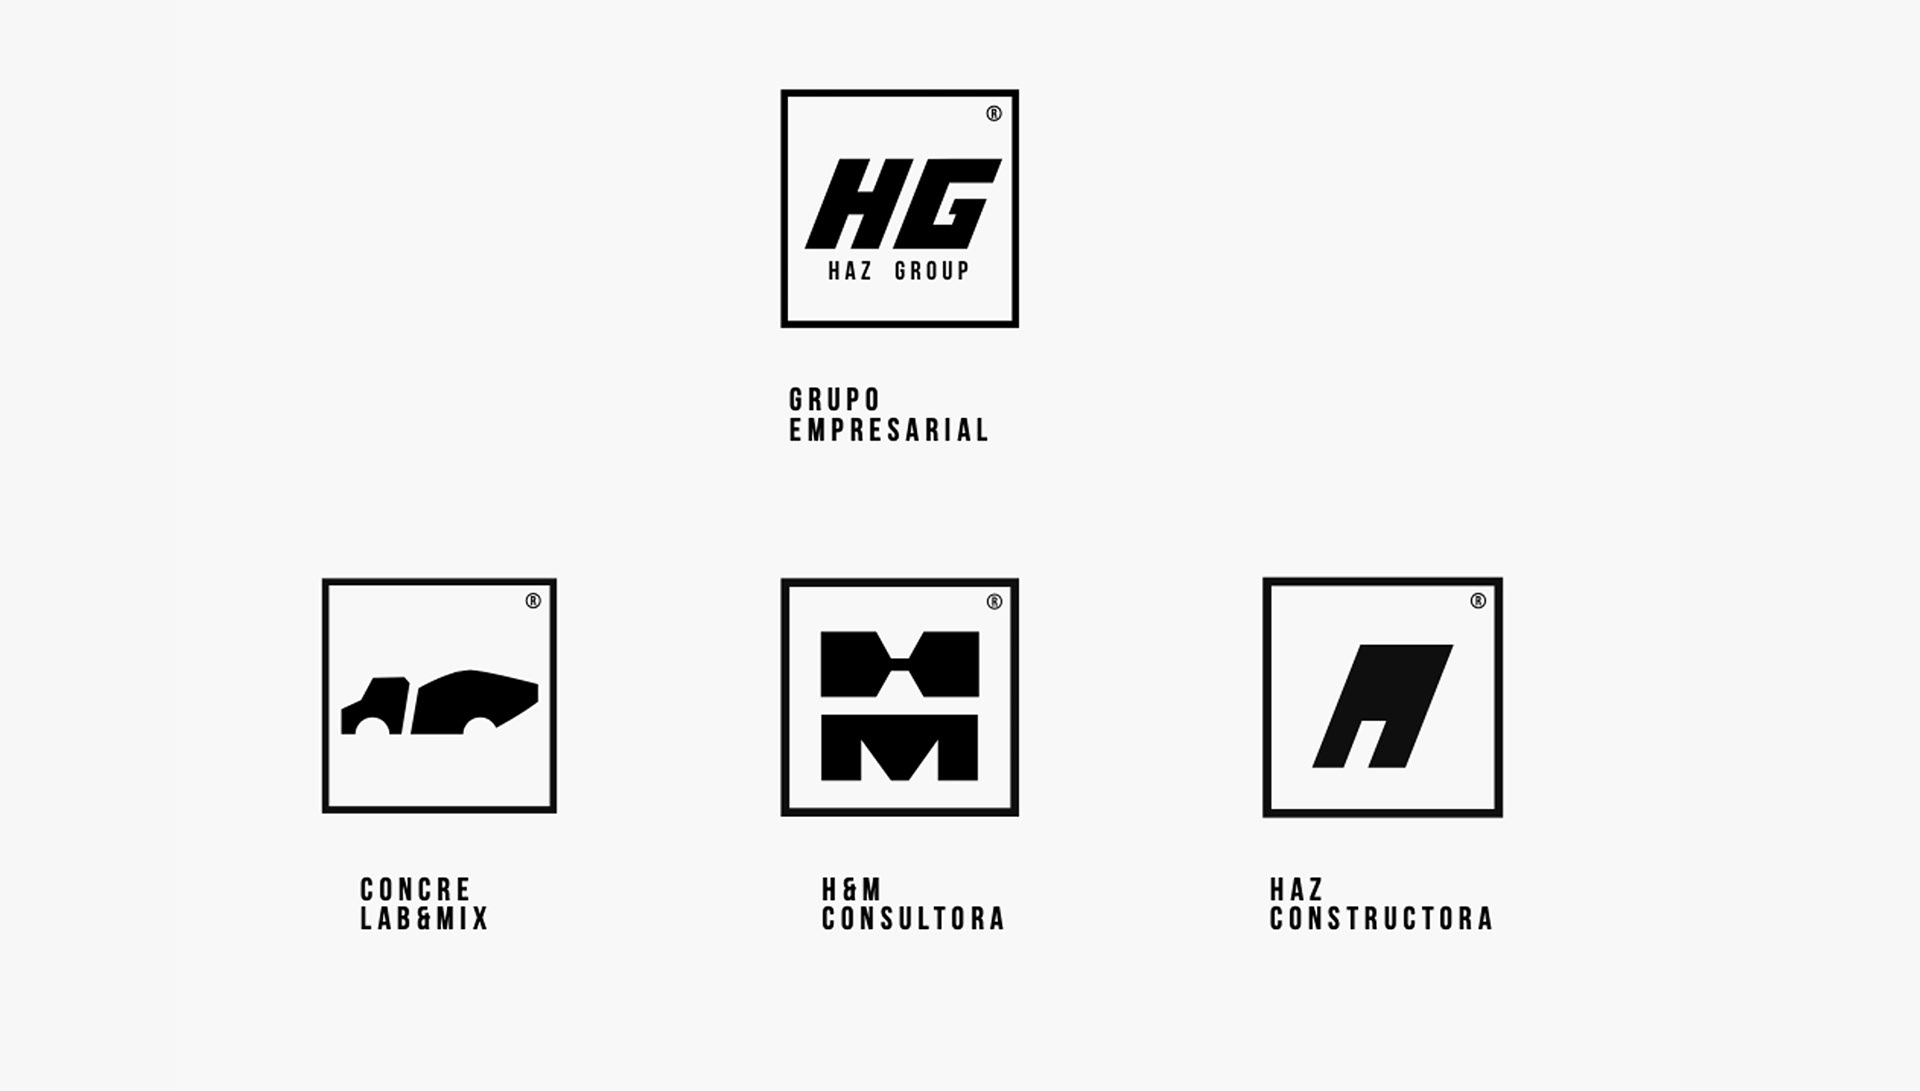 ®
HG
HAZ GROUP
GRUPO
EMPRESARIAL
®
CONCRE
LAB&MIX
®
H
M
H&M
CONSULTORA
®
HAZ
CONSTRUCTORA